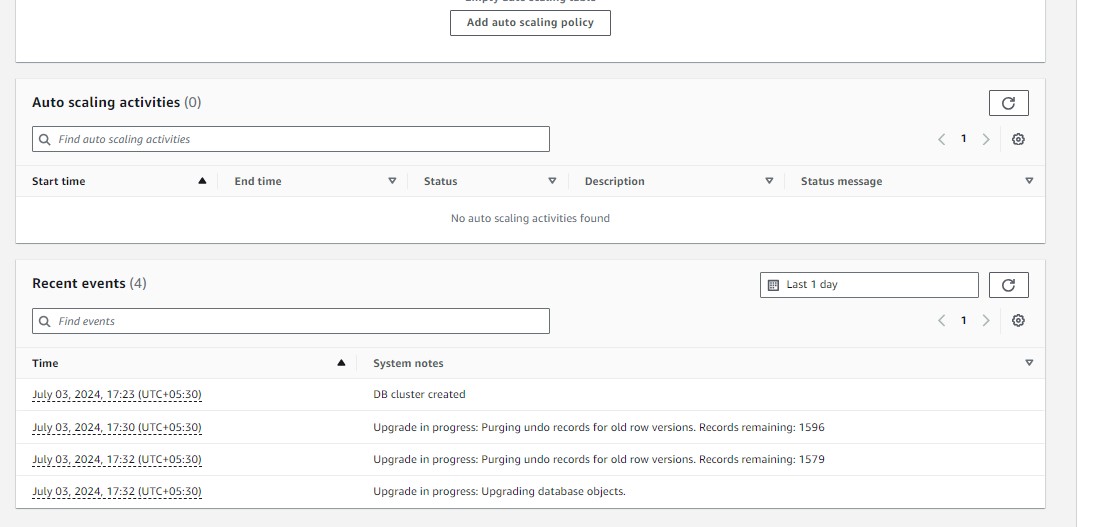 Empty auto scaling table
Add auto scaling policy
Auto scaling activities (0)
Find auto scaling activities
1
Start time End time Status Description Status message
No auto scaling activities found
Recent events (4)
Last 1 day
Find events
1
Time System notes
July 03, 2024, 17:23 (UTC+05:30) DB cluster created
July 03, 2024, 17:30 (UTC+05:30) Upgrade in progress: Purging undo records for old row versions. Records remaining: 1596
July 03, 2024, 17:32 (UTC+05:30) Upgrade in progress: Purging undo records for old row versions. Records remaining: 1579
July 03, 2024, 17:32 (UTC+05:30) Upgrade in progress: Upgrading database objects.